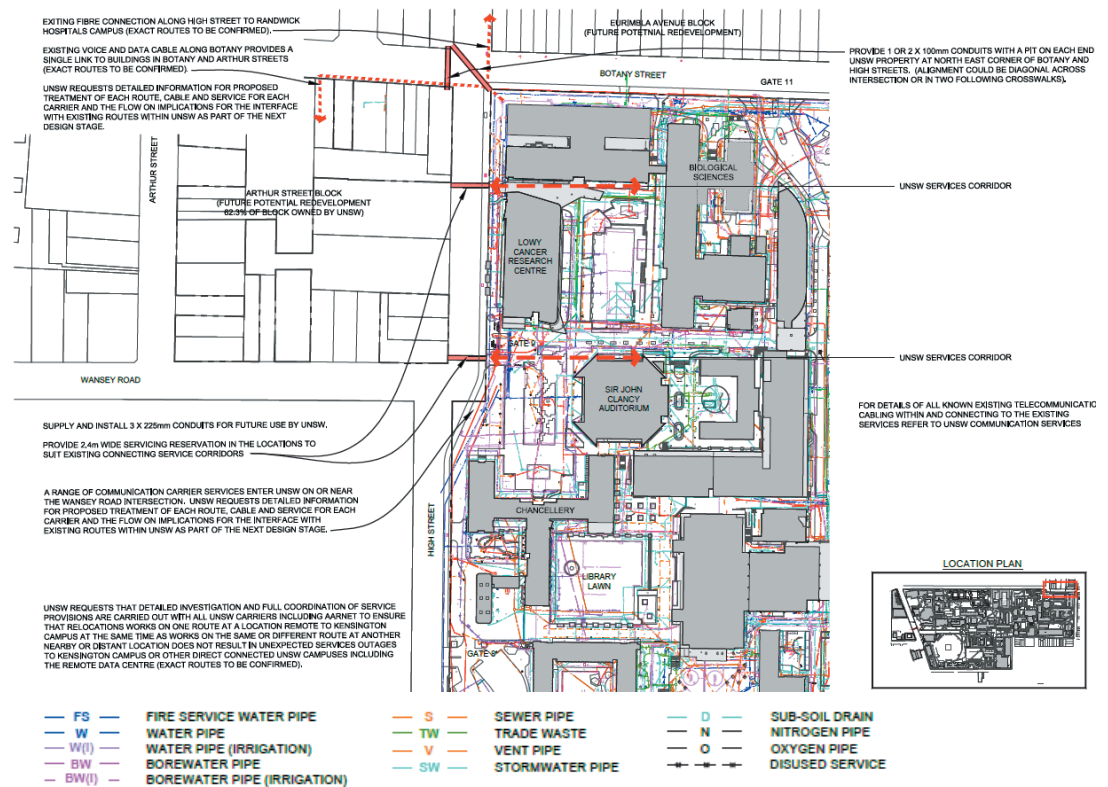 EXITING FIBRE CONNECTION ALONG HIGH STREET TO RANDWICK
HOSPITALS CAMPUS (EXACT ROUTES TO BE CONFIRMED).
EXISTING VOICE AND DATA CABLE ALONG BOTANY PROVIDES A
SINGLE LINK TO BUILDINGS IN BOTANY AND ARTHUR STREETS
(EXACT ROUTES TO BE CONFIRMED).
UNSW REQUESTS DETAILED INFORMATION FOR PROPOSED
TREATMENT OF EACH ROUTE, CABLE AND SERVICE FOR EACH
CARRIER AND THE FLOW ON IMPLICATIONS FOR THE INTERFACE
WITH EXISTING ROUTES WITHIN UNSW AS PART OF THE NEXT
DESIGN STAGE.
EURIMBLA AVENUE BLOCK
(FUTURE POTETNIAL REDEVELOPMENT)
BOTANY STREET
GATE 11
PROVIDE 1 OR 2 X 100mm CONDUITS WITH A PIT ON EACH END
UNSW PROPERTY AT NORTH EAST CORNER OF BOTANY AND
HIGH STREETS. (ALIGNMENT COULD BE DIAGONAL ACROSS
INTERSECTION OR IN TWO FOLLOWING CROSSWALKS).
ARTHUR STREET
ARTHUR STREET BLOCK
(FUTURE POTENTIAL REDEVELOPMENT
62.3% OF BLOCK OWNED BY UNSW)
BIOLOGICAL
SCIENCES
UNSW SERVICES CORRIDOR
LOWY
CANCER
RESEARCH
CENTRE
GATE 9
UNSW SERVICES CORRIDOR
WANSEY ROAD
SIR JOHN
CLANCY
AUDITORIUM
FOR DETAILS OF ALL KNOWN EXISTING TELECOMMUNICATIO
CABLING WITHIN AND CONNECTING TO THE EXISTING
SERVICES REFER TO UNSW COMMUNICATION SERVICES
SUPPLY AND INSTALL 3 X 225mm CONDUITS FOR FUTURE USE BY UNSW.
PROVIDE 2.4m WIDE SERVICING RESERVATION IN THE LOCATIONS TO
SUIT EXISTING CONNECTING SERVICE CORRIDORS
A RANGE OF COMMUNICATION CARRIER SERVICES ENTER UNSW ON OR NEAR
THE WANSEY ROAD INTERSECTION. UNSW REQUESTS DETAILED INFORMATION
FOR PROPOSED TREATMENT OF EACH ROUTE, CABLE AND SERVICE FOR EACH
CARRIER AND THE FLOW ON IMPLICATIONS FOR THE INTERFACE WITH
EXISTING ROUTES WITHIN UNSW AS PART OF THE NEXT DESIGN STAGE.
HIGH STREET
CHANCELLERY
LIBRARY
LAWN
GATE 8
LOCATION PLAN
UNSW REQUESTS THAT DETAILED INVESTIGATION AND FULL COORDINATION OF SERVICE
PROVISIONS ARE CARRIED OUT WITH ALL UNSW CARRIERS INCLUDING AARNET TO ENSURE
THAT RELOCATIONS WORKS ON ONE ROUTE AT A LOCATION REMOTE TO KENSINGTON
CAMPUS AT THE SAME TIME AS WORKS ON THE SAME OR DIFFERENT ROUTE AT ANOTHER
NEARBY OR DISTANT LOCATION DOES NOT RESULT IN UNEXPECTED SERVICES OUTAGES
TO KENSINGTON CAMPUS OR OTHER DIRECT CONNECTED UNSW CAMPUSES INCLUDING
THE REMOTE DATA CENTRE (EXACT ROUTES TO BE CONFIRMED).
FS FIRE SERVICE WATER PIPE
W WATER PIPE
W(I) WATER PIPE (IRRIGATION)
BW BOREWATER PIPE
BW(I) BOREWATER PIPE (IRRIGATION)
S SEWER PIPE
TW TRADE WASTE
V VENT PIPE
SW STORMWATER PIPE
D SUB-SOIL DRAIN
N NITROGEN PIPE
O OXYGEN PIPE
DISUSED SERVICE